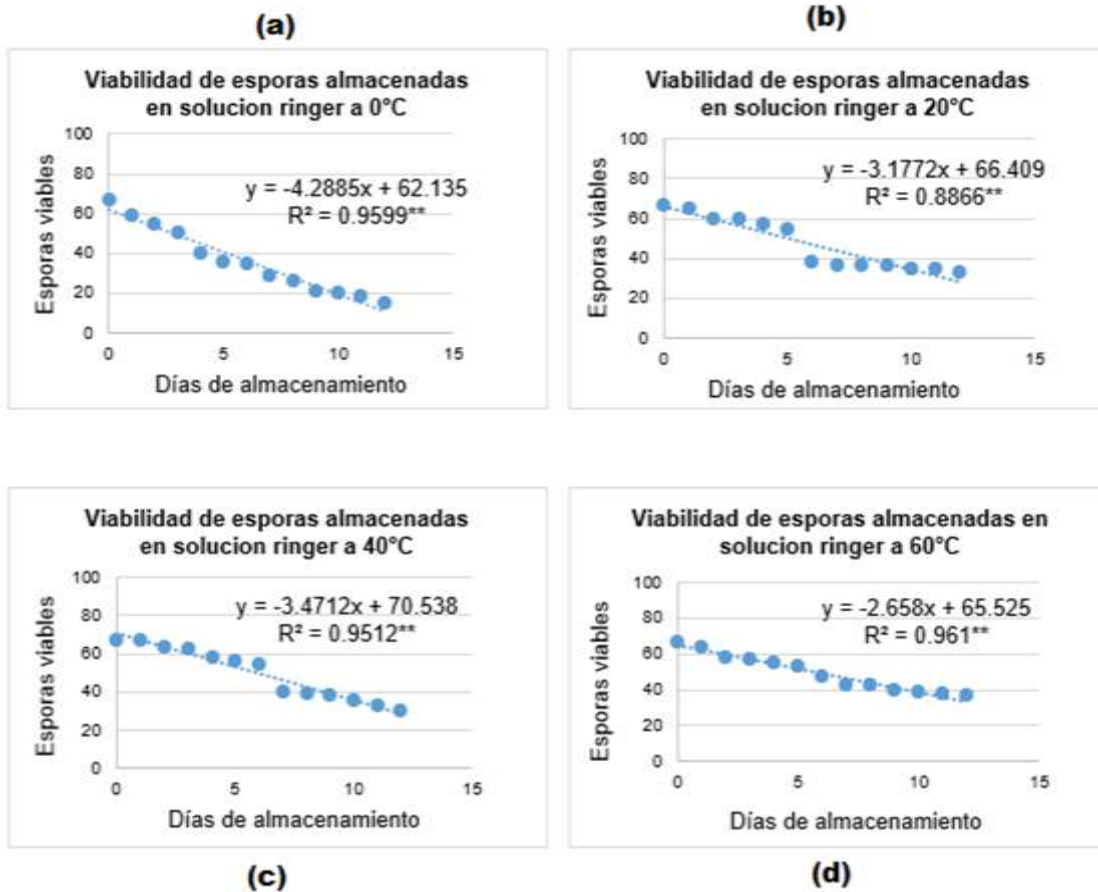 (a)
Viabilidad de esporas almacenadas
en solucion ringer a 0°C
Esporas viables
100
80
60
40
20
0
y = -4.2885x + 62.135
R² = 0.9599**
0 5 10 15
Días de almacenamiento
(b)
Viabilidad de esporas almacenadas
en solucion ringer a 20°C
Esporas viables
100
80
60
40
20
0
y = -3.1772x + 66.409
R² = 0.8866**
0 5 10 15
Días de almacenamiento
Viabilidad de esporas almacenadas
en solucion ringer a 40°C
Esporas viables
100
80
60
40
20
0
y = -3.4712x + 70.538
R² = 0.9512**
0 5 10 15
Días de almacenamiento
(c)
Viabilidad de esporas almacenadas en
solucion ringer a 60°C
Esporas viables
100
80
60
40
20
0
y = -2.658x + 65.525
R² = 0.961**
0 5 10 15
Días de almacenamiento
(d)